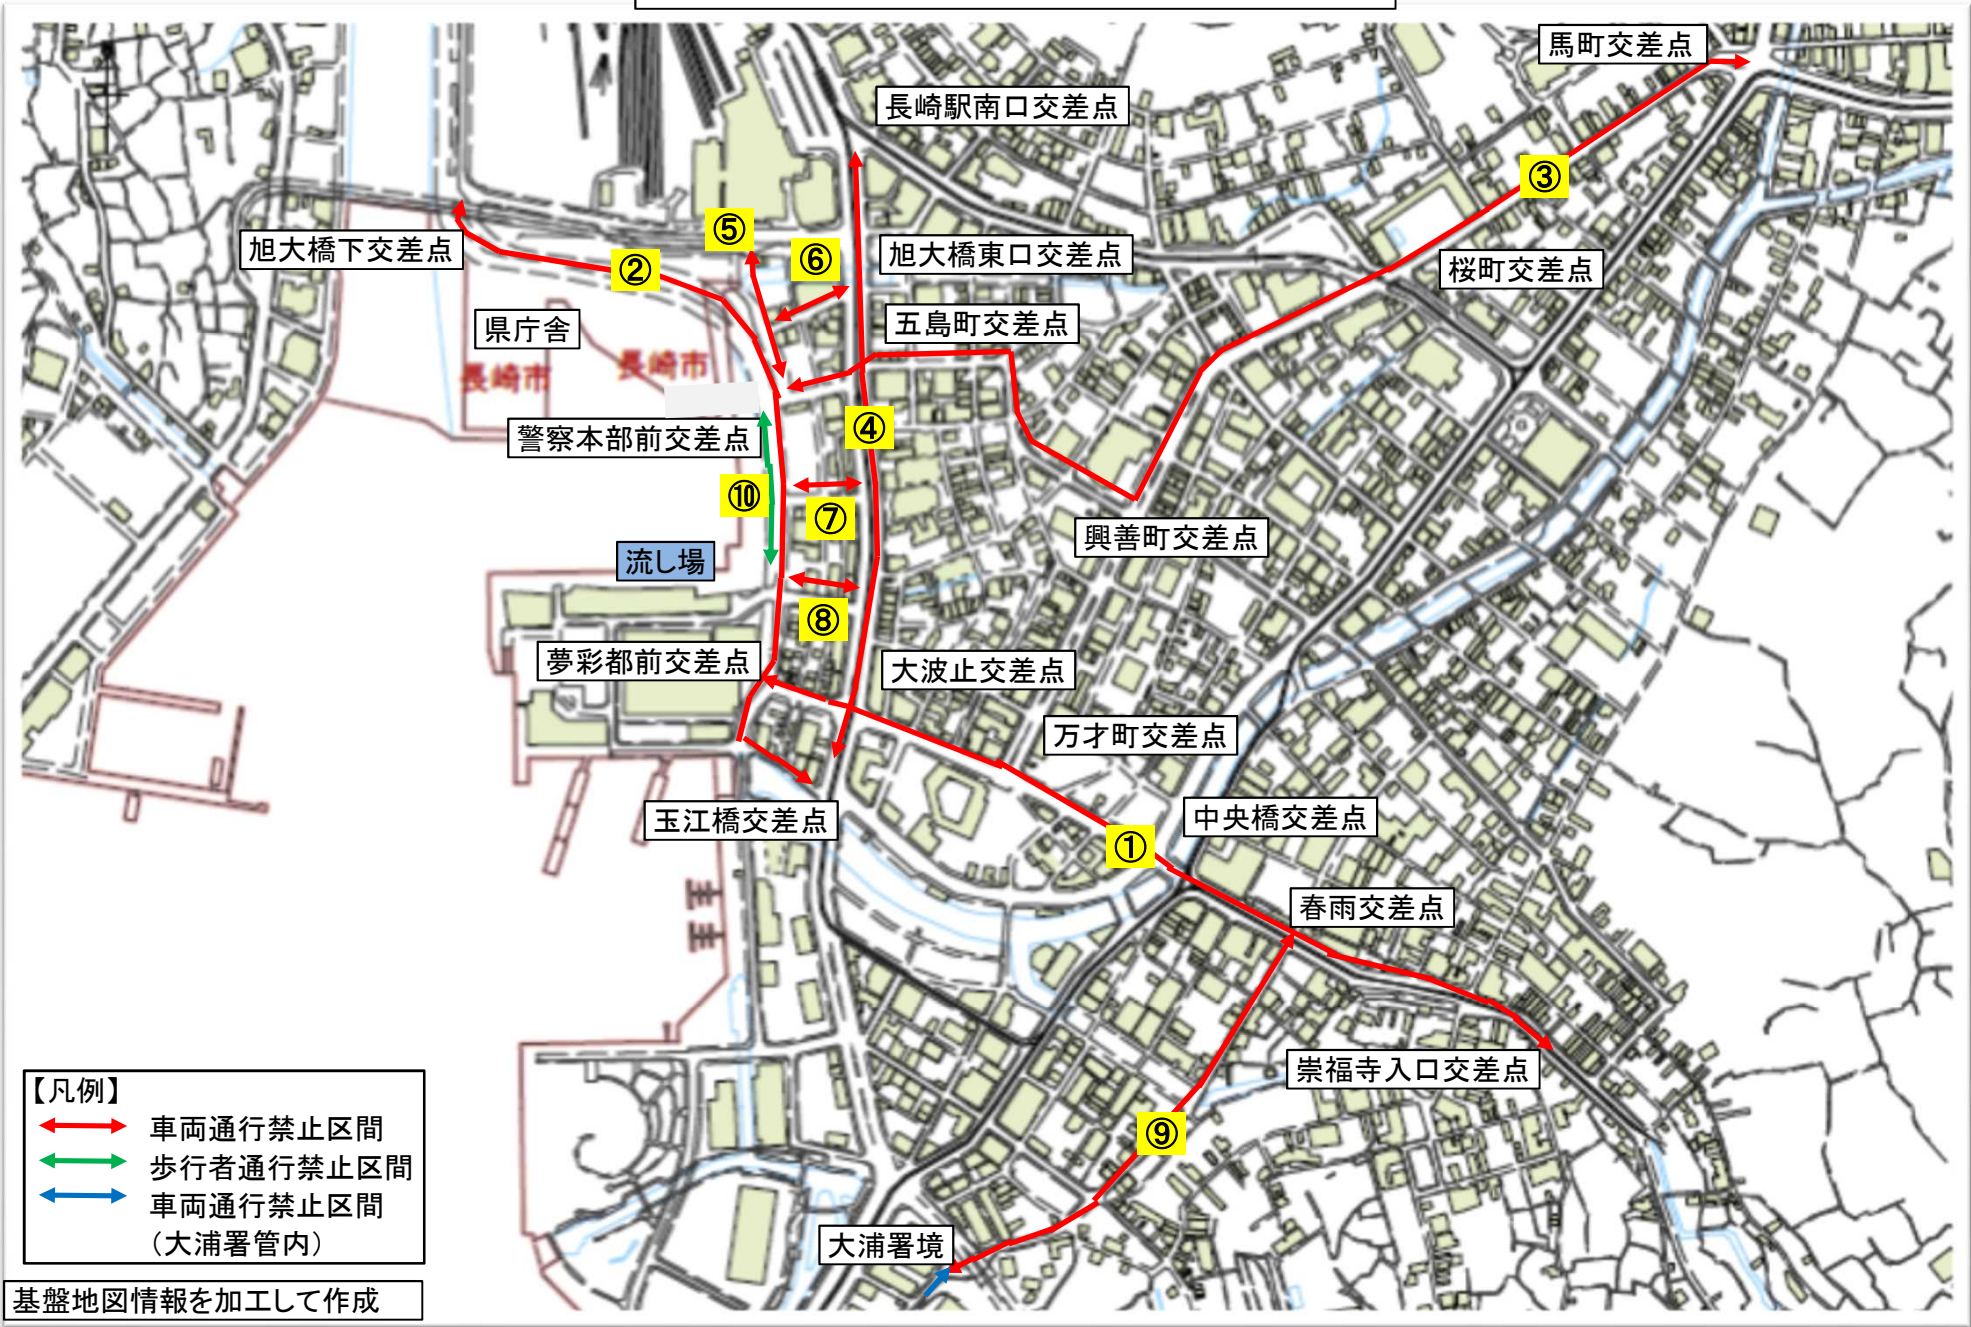 馬町交差点
長崎駅南口交差点
③
⑤
旭大橋下交差点
⑥
旭大橋東口交差点
②
桜町交差点
県庁舎
五島町交差点
長崎市
長崎市
警察本部前交差点
④
⑩
⑦
興善町交差点
流し場
⑧
夢彩都前交差点
大波止交差点
万才町交差点
玉江橋交差点
中央橋交差点
①
春雨交差点
崇福寺入口交差点
⑨
大浦署境
【凡例】
車両通行禁止区間
歩行者通行禁止区間
車両通行禁止区間
（大浦署管内）
基盤地図情報を加工して作成